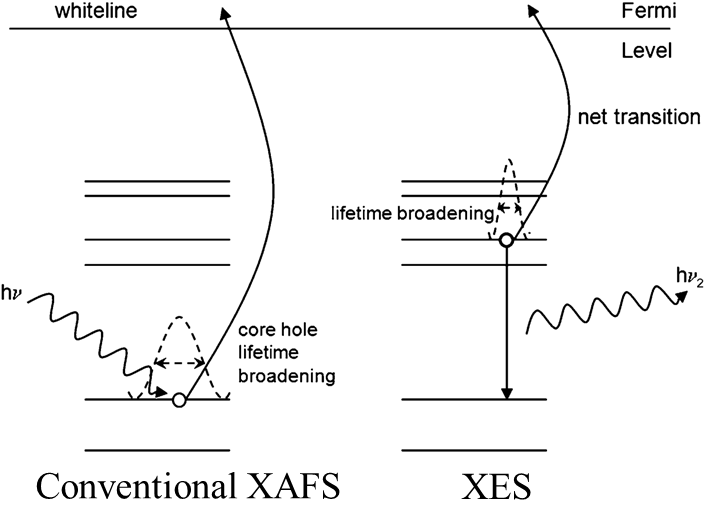 whiteline
Fermi
Level
net transition
lifetime broadening
hν
hν₂
core hole
lifetime
broadening
Conventional XAFS
XES